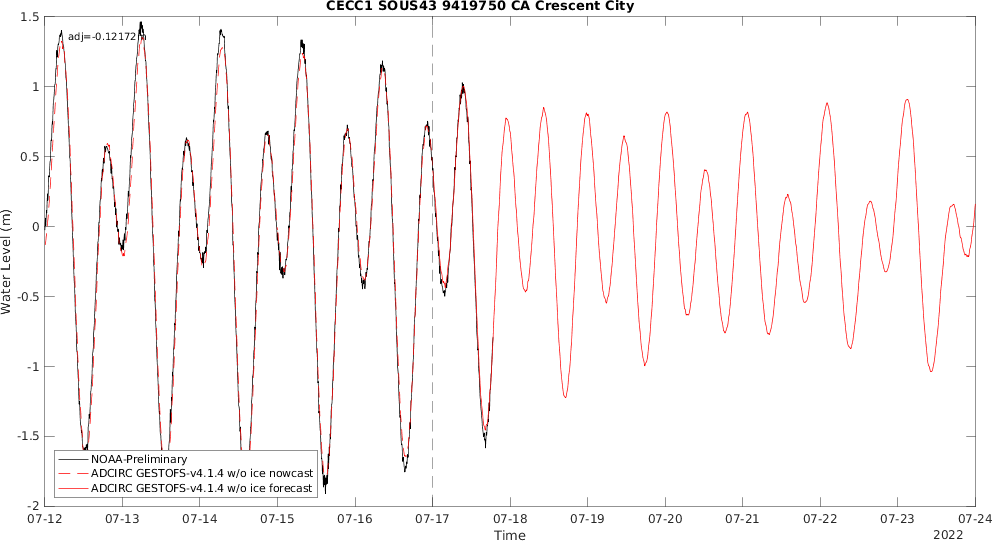 CECC1 SOUS43 9419750 CA Crescent City
adj=-0.12172
1.5
1
0.5
0
-0.5
-1
-1.5
-2
Water Level (m)
NOAA-Preliminary
ADCIRC GESTOFS-v4.1.4 w/o ice nowcast
ADCIRC GESTOFS-v4.1.4 w/o ice forecast
07-12 07-13 07-14 07-15 07-16 07-17 07-18 07-19 07-20 07-21 07-22 07-23 07-24
Time
2022